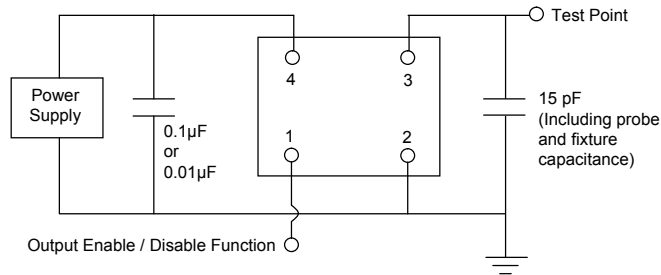 Test Point
4
3
Power
Supply
0.1µF
or
0.01µF
1
2
15 pF
(Including probe
and fixture
capacitance)
Output Enable / Disable Function